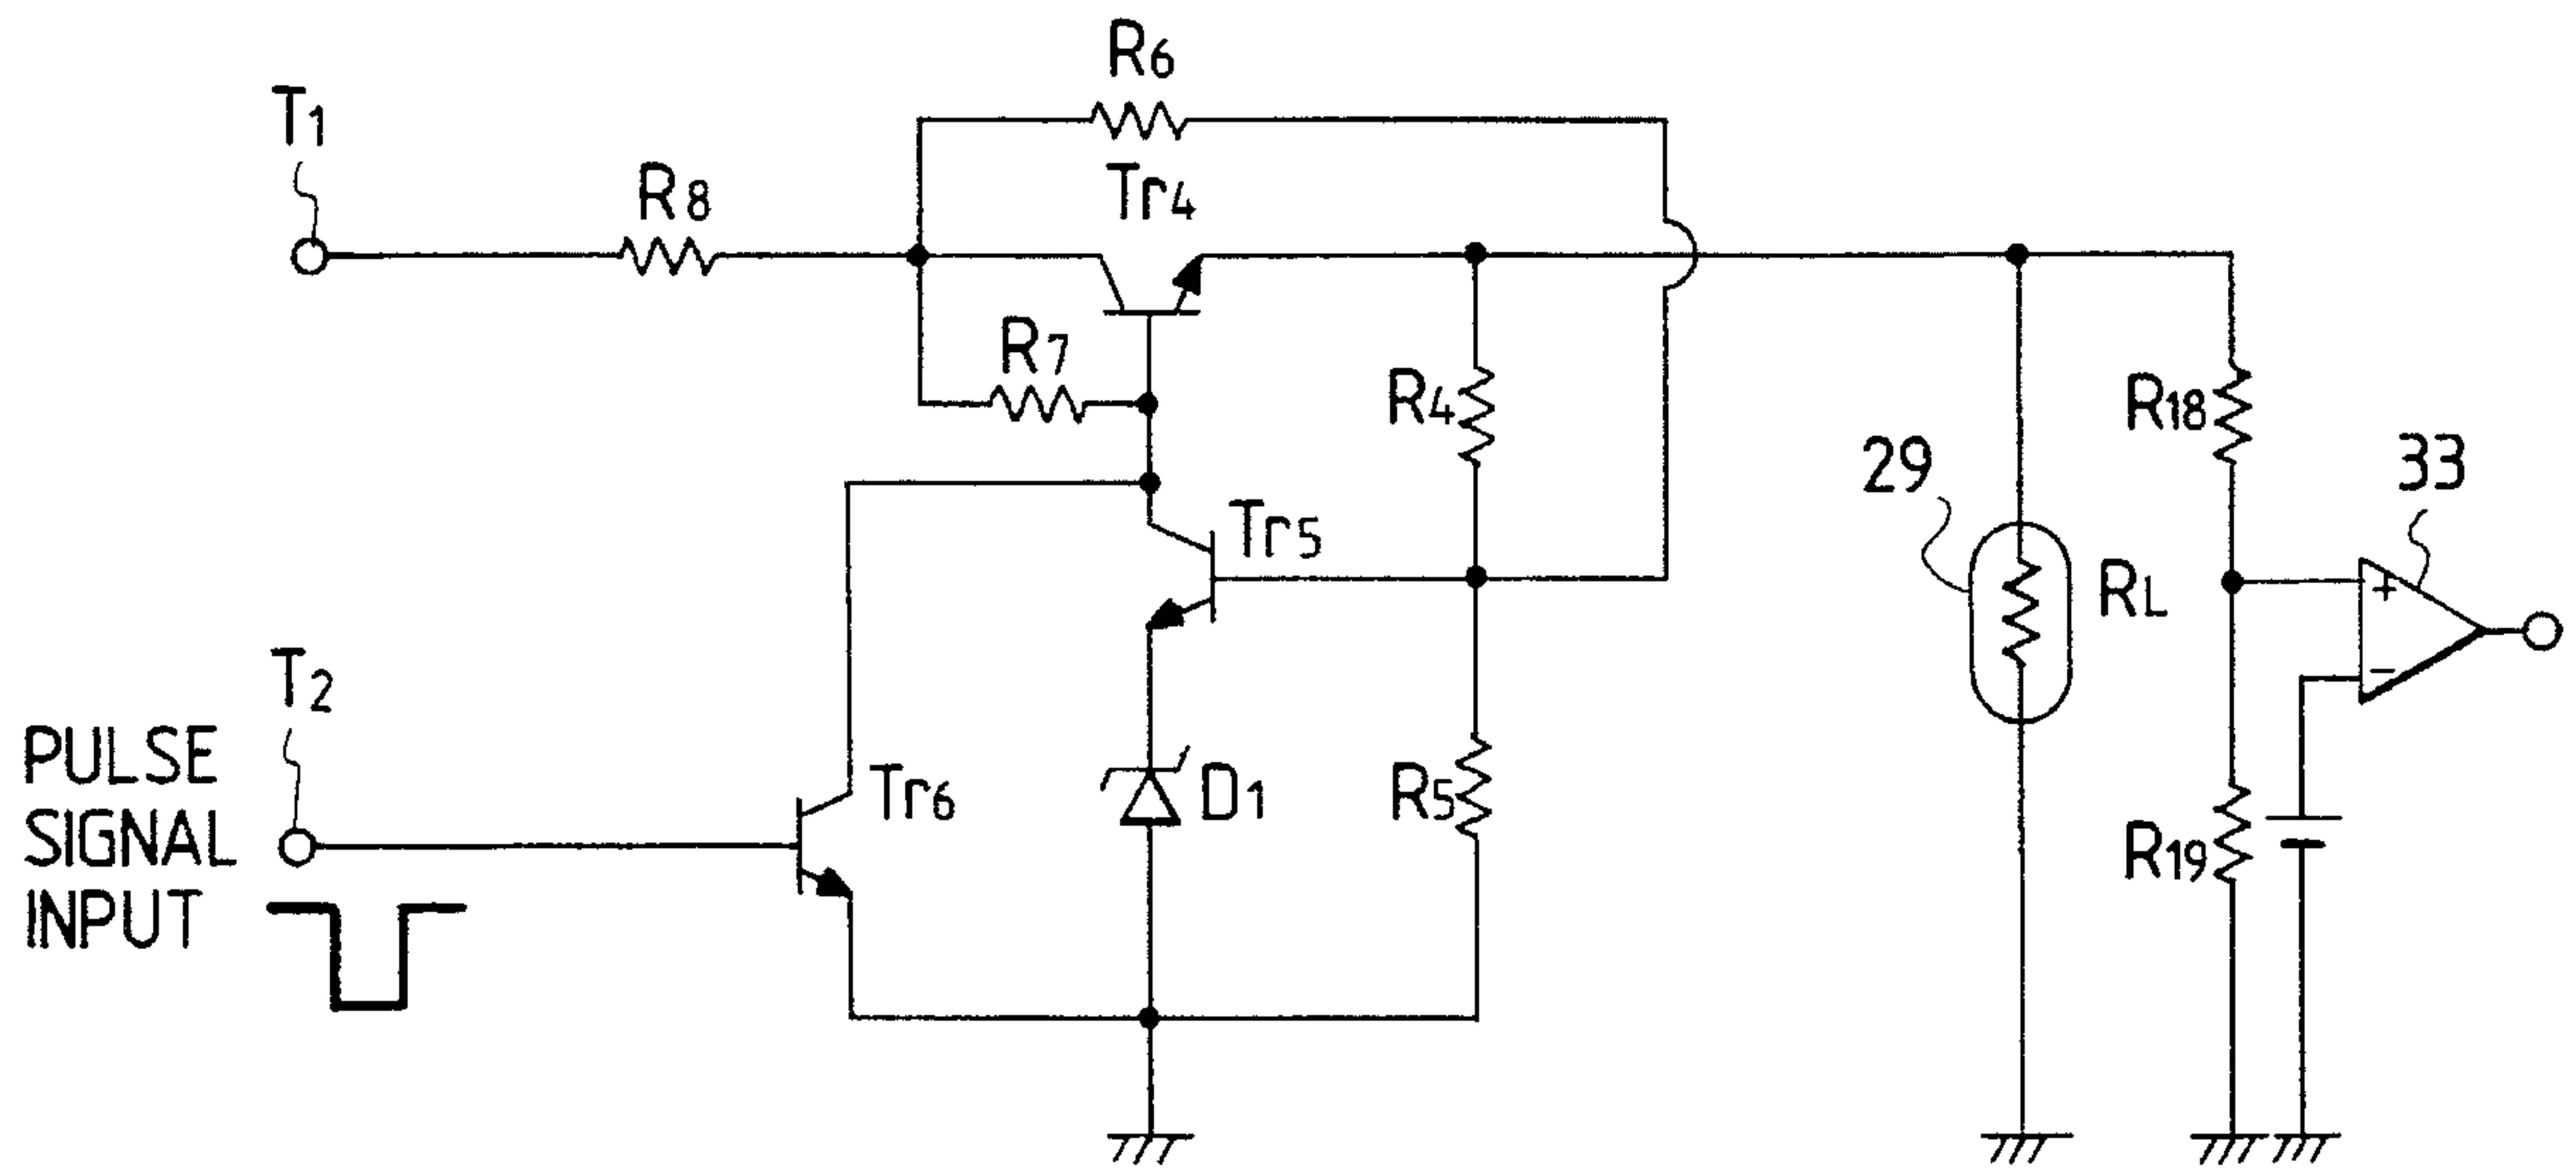 R6
T1
R8
Tr4
R7
R4
R18
29
33
Tr5
RL
+
−
T2
PULSE
SIGNAL
INPUT
Tr6
D1
R5
R19